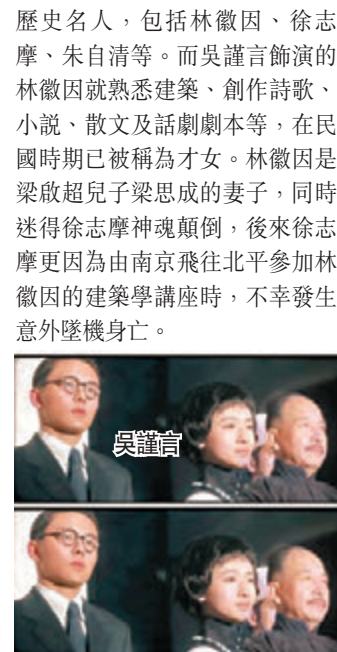 歷史名人，包括林徽因、徐志
摩、朱自清等。而吳謹言飾演的
林徽因就熟悉建築、創作詩歌、
小説、散文及話劇劇本等，在民
國時期已被稱為才女。林徽因是
梁啟超兒子梁思成的妻子，同時
迷得徐志摩神魂顛倒，後來徐志
摩更因為由南京飛往北平參加林
徽因的建築學講座時，不幸發生
意外墜機身亡。
吳謹言